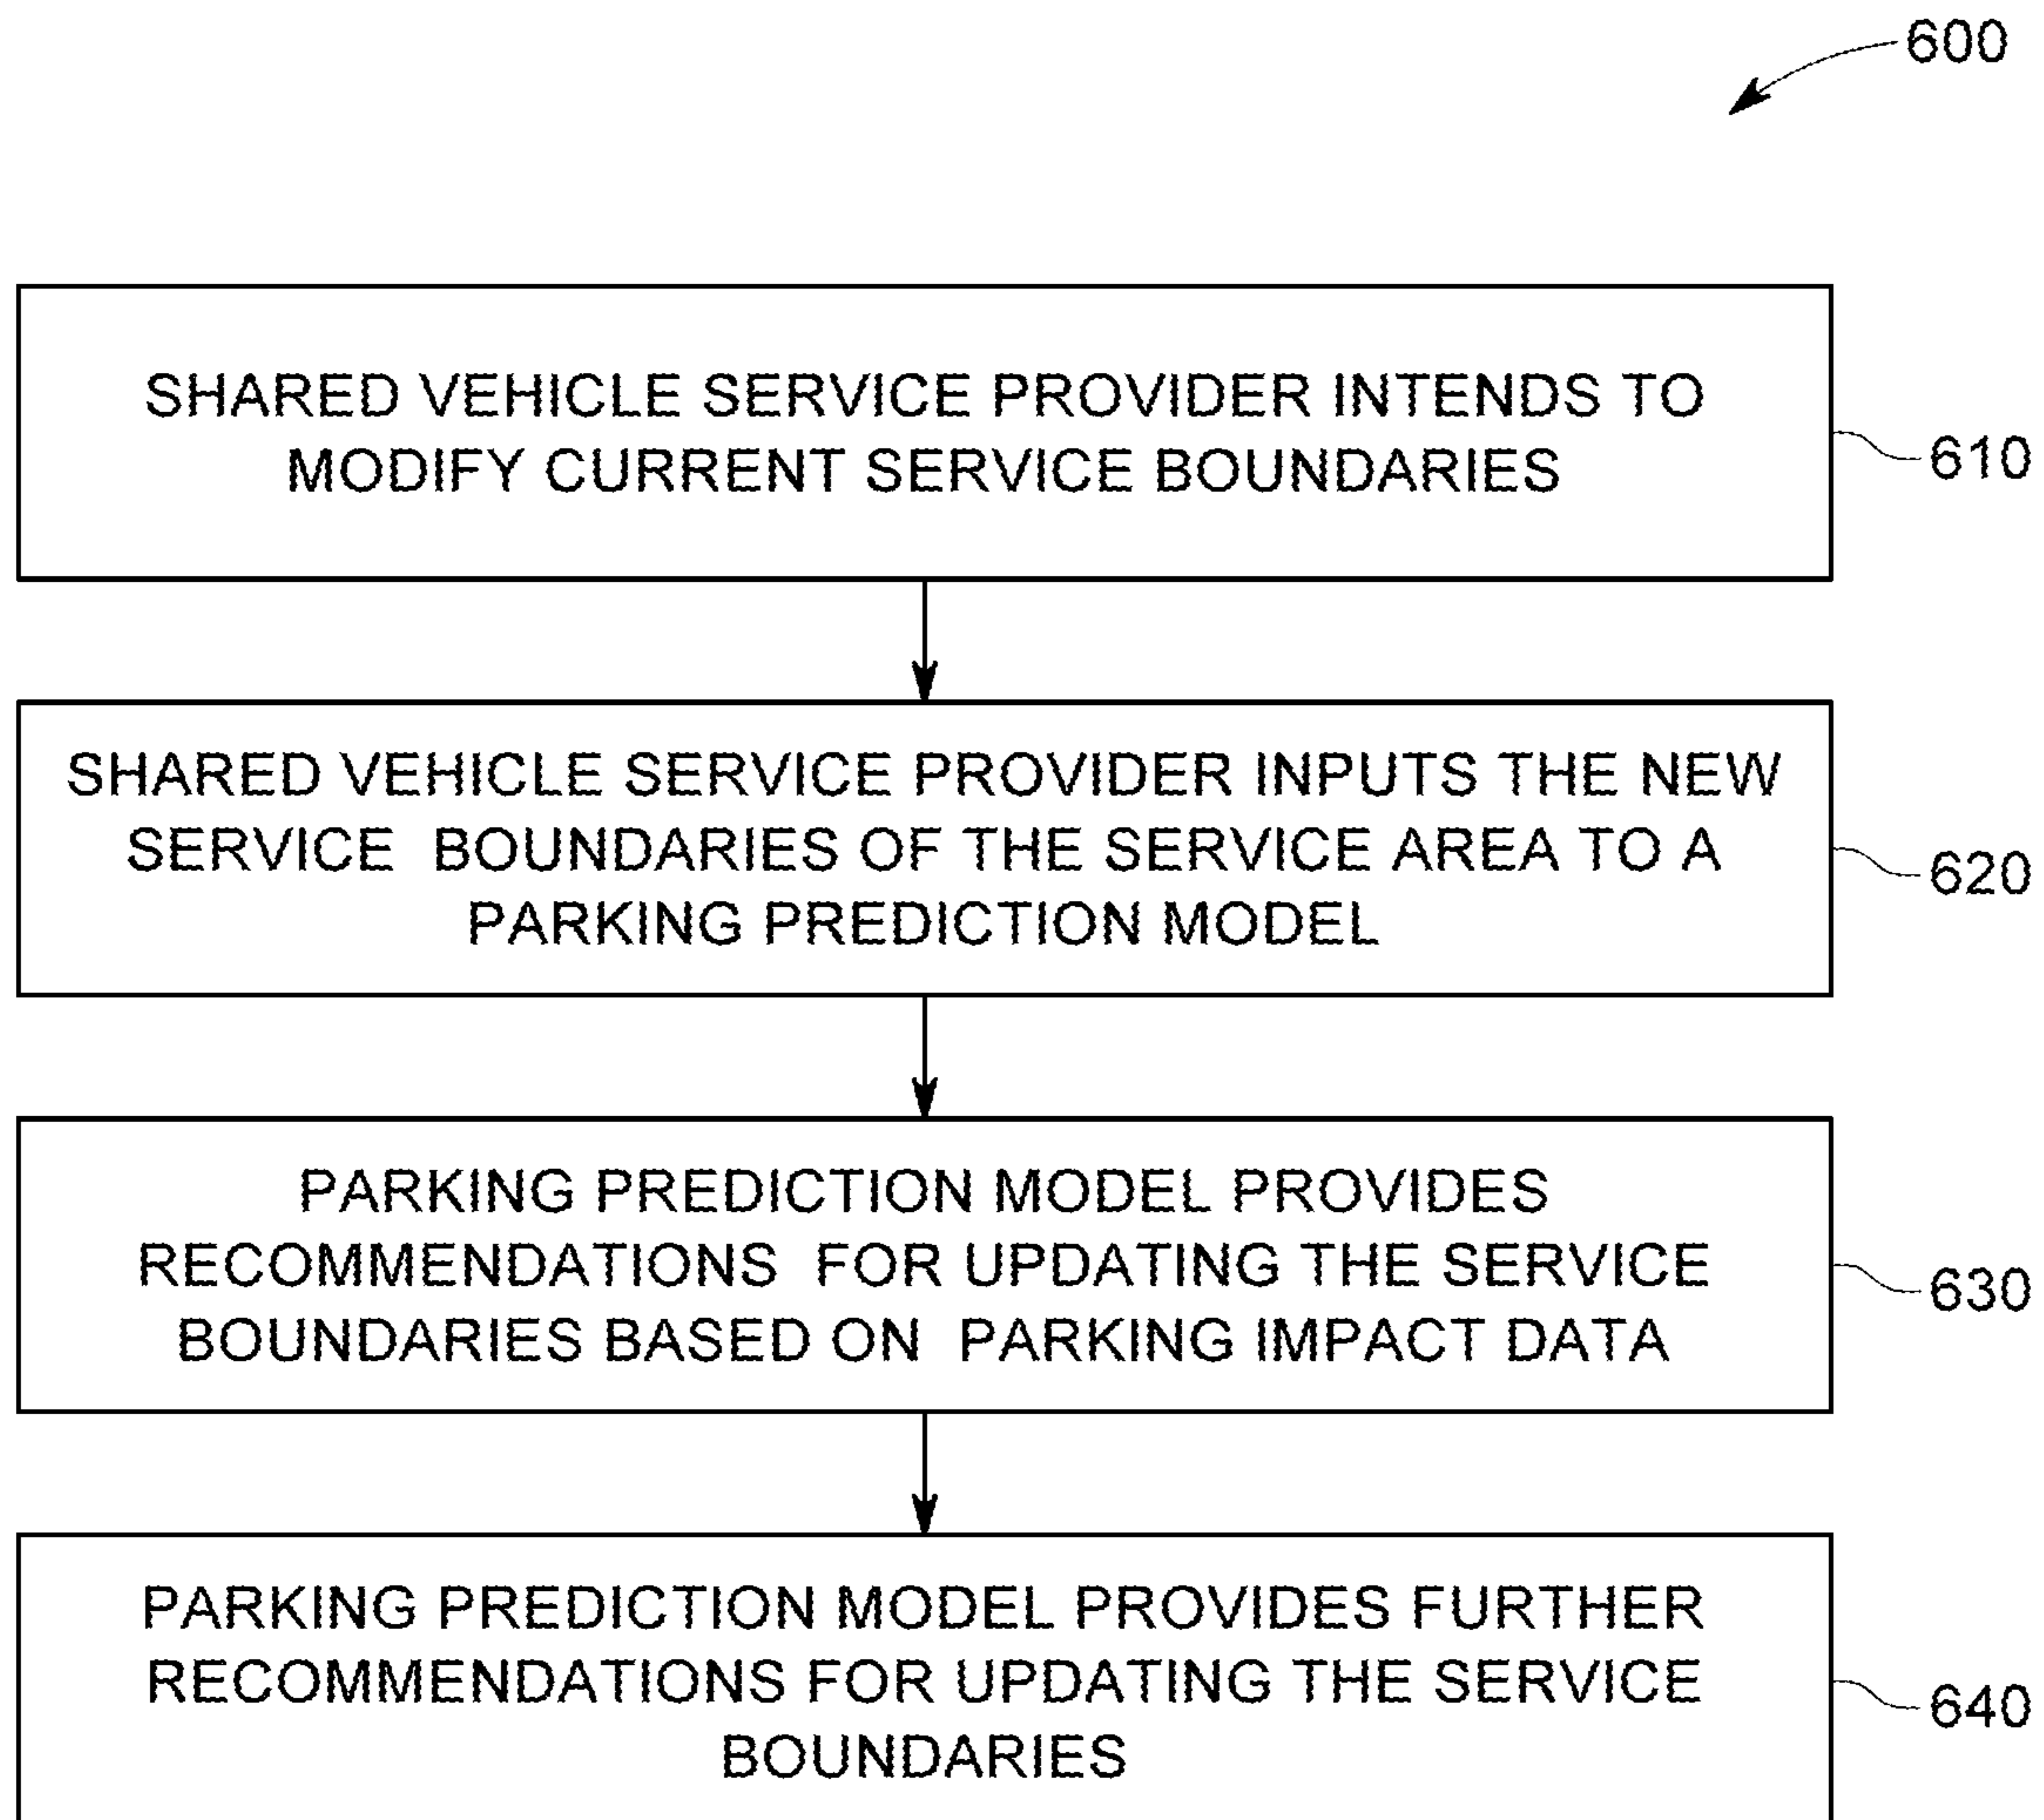 600
SHARED VEHICLE SERVICE PROVIDER INTENDS TO
MODIFY CURRENT SERVICE BOUNDARIES
610
SHARED VEHICLE SERVICE PROVIDER INPUTS THE NEW
SERVICE BOUNDARIES OF THE SERVICE AREA TO A
PARKING PREDICTION MODEL
620
PARKING PREDICTION MODEL PROVIDES
RECOMMENDATIONS FOR UPDATING THE SERVICE
BOUNDARIES BASED ON PARKING IMPACT DATA
630
PARKING PREDICTION MODEL PROVIDES FURTHER
RECOMMENDATIONS FOR UPDATING THE SERVICE
BOUNDARIES
640